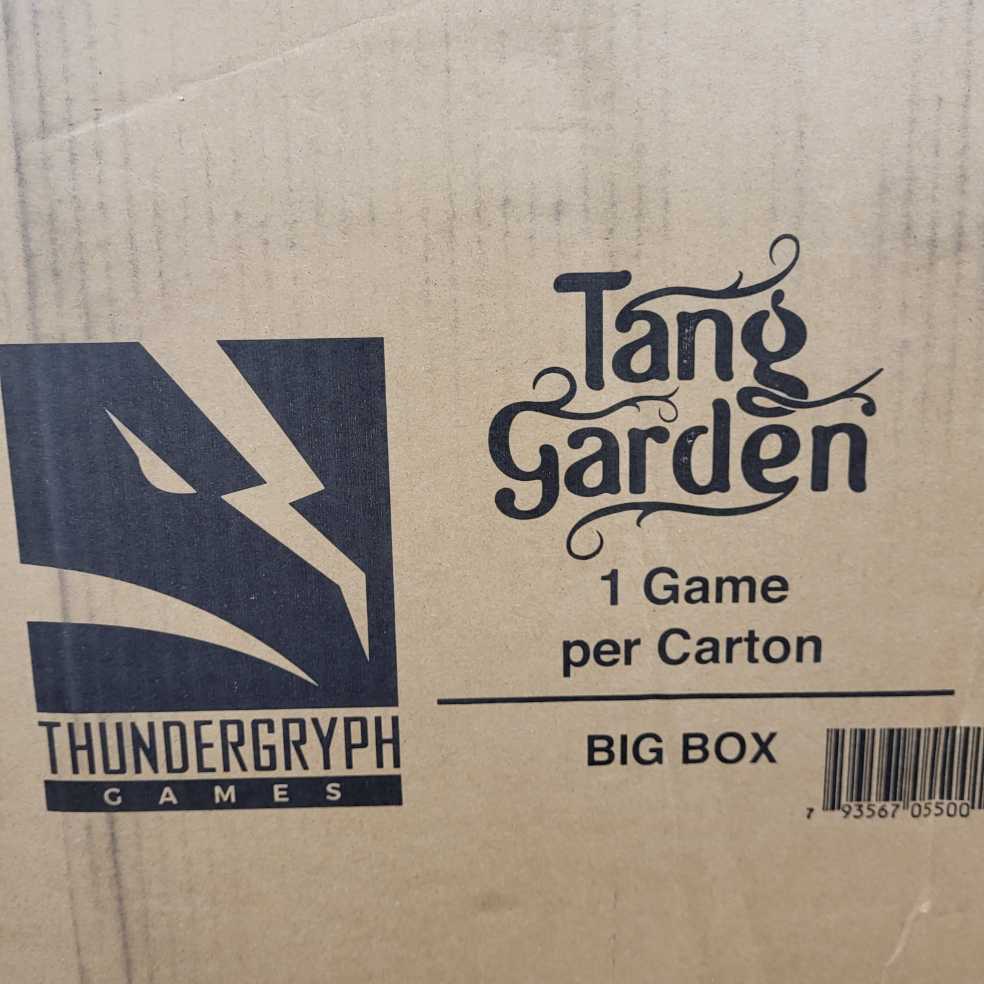 Tang
Garden
1 Game
per Carton
BIG BOX
THUNDERGRYPH
GAMES
7 93567 05500